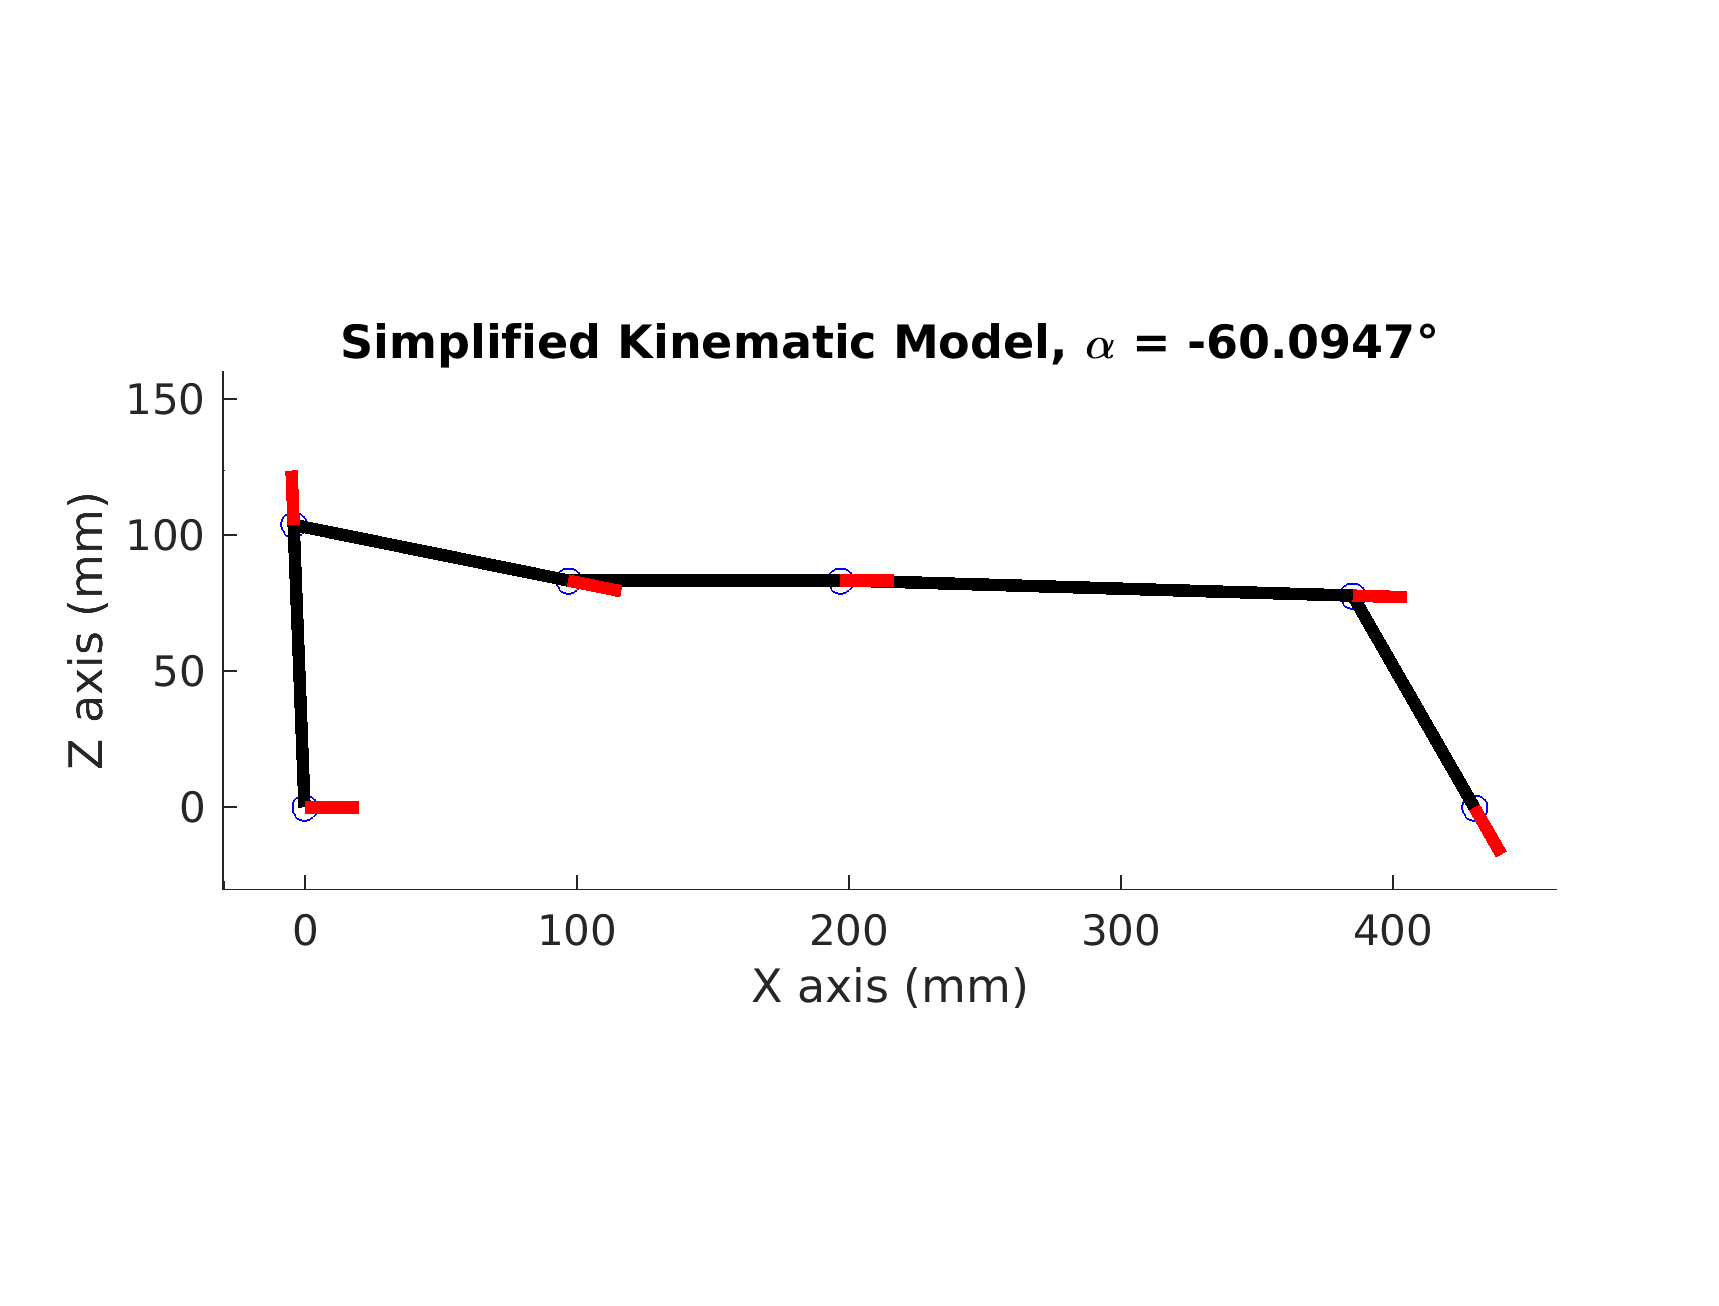 Simplified Kinematic Model, α = -60.0947°
150
100
50
0
Z axis (mm)
0 100 200 300 400
X axis (mm)